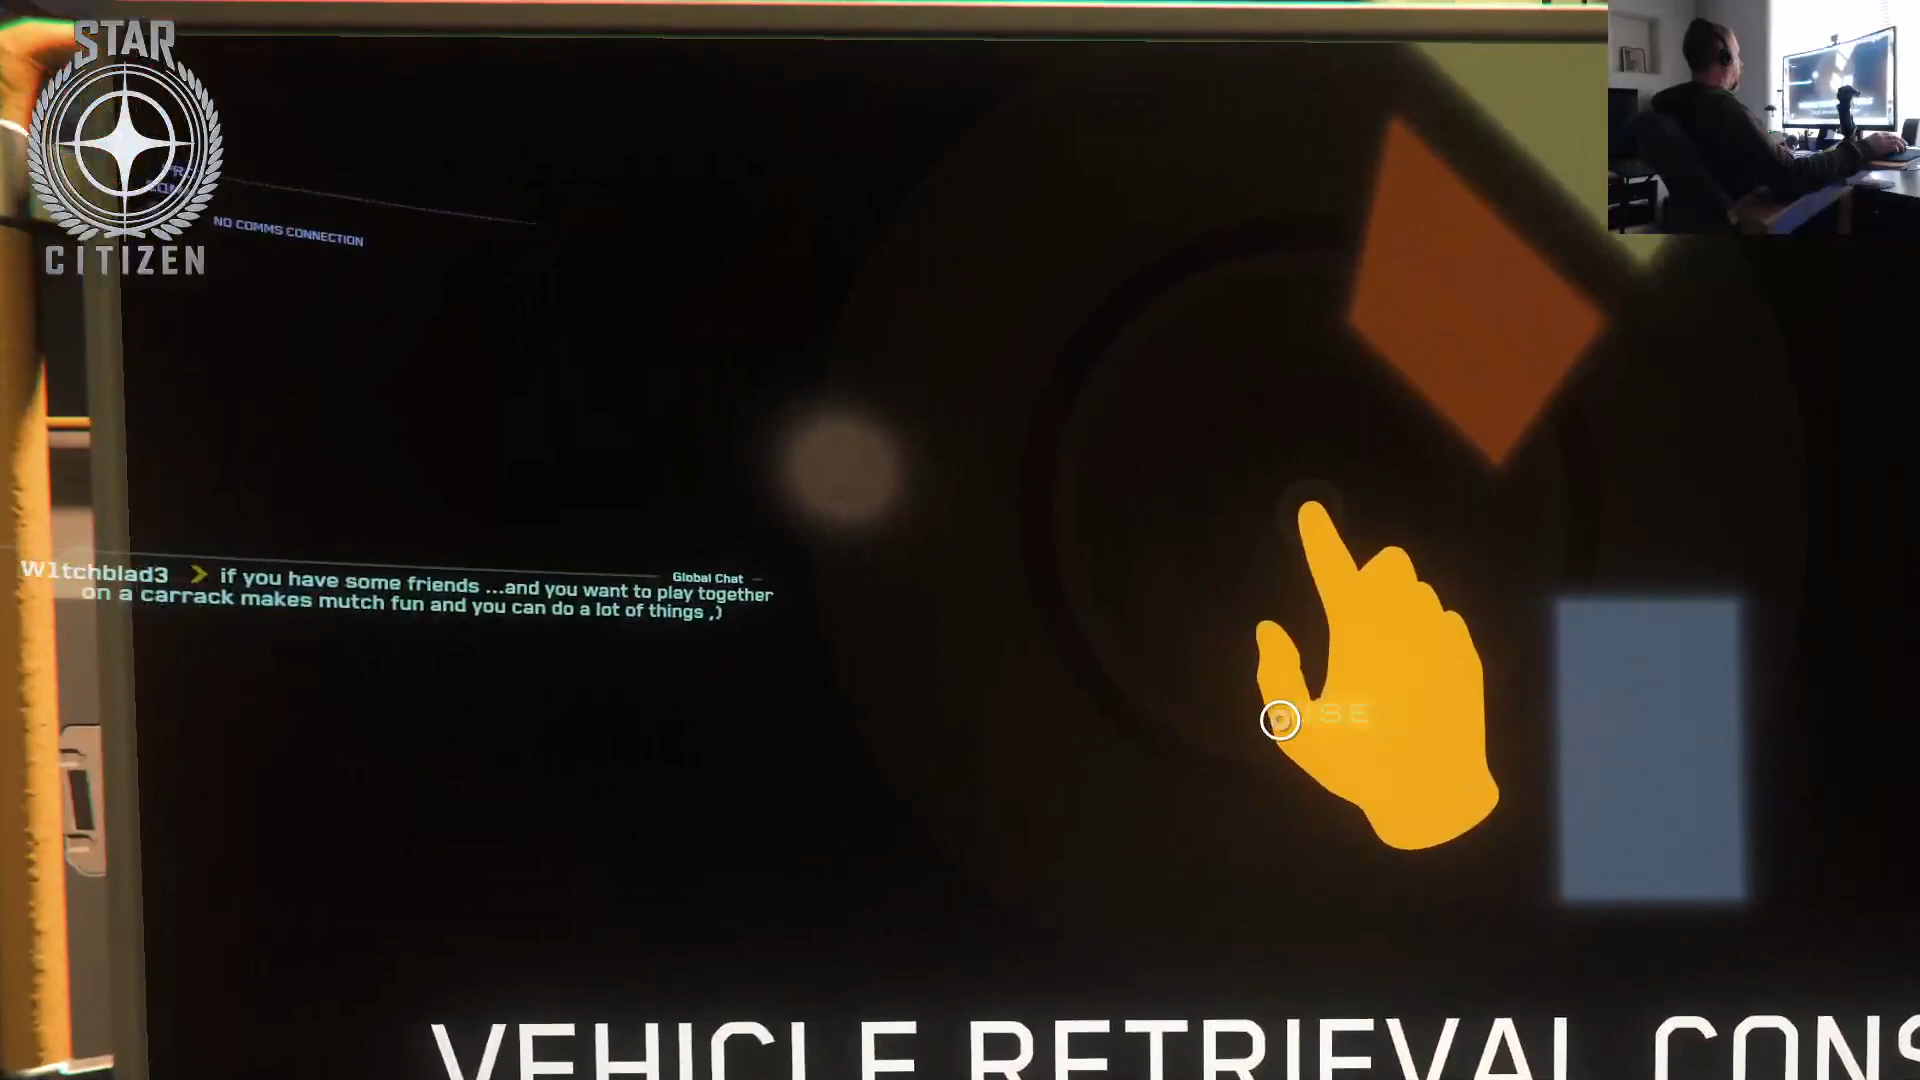 STAR
CITIZEN
NO COMMS CONNECTION
Global Chat
W1tchblad3 > if you have some friends ...and you want to play together
on a carrack makes mutch fun and you can do a lot of things ,)
USE
VEHICLE RETRIEVAL CONS